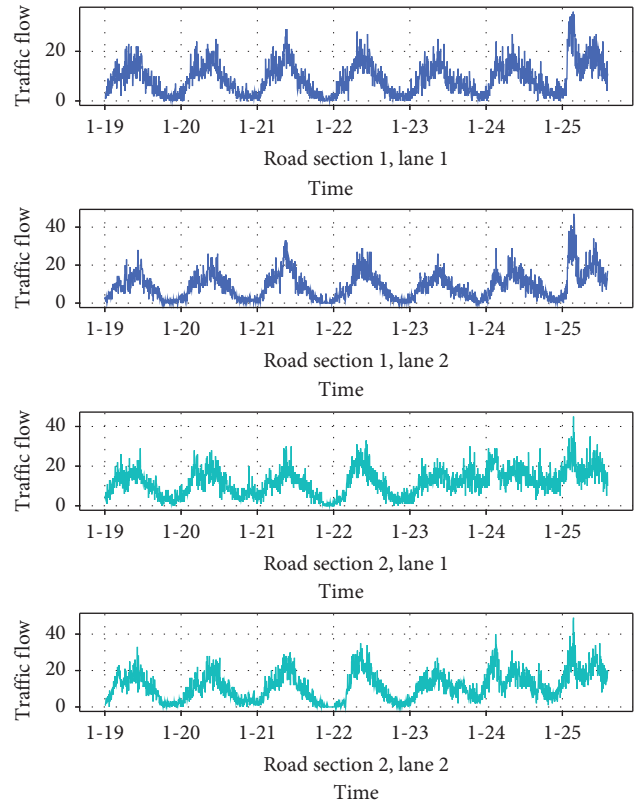 Traffic flow
20
0
1-19 1-20 1-21 1-22 1-23 1-24 1-25
Road section 1, lane 1
Time
Traffic flow
40
20
0
1-19 1-20 1-21 1-22 1-23 1-24 1-25
Road section 1, lane 2
Time
Traffic flow
40
20
0
1-19 1-20 1-21 1-22 1-23 1-24 1-25
Road section 2, lane 1
Time
Traffic flow
40
20
0
1-19 1-20 1-21 1-22 1-23 1-24 1-25
Road section 2, lane 2
Time